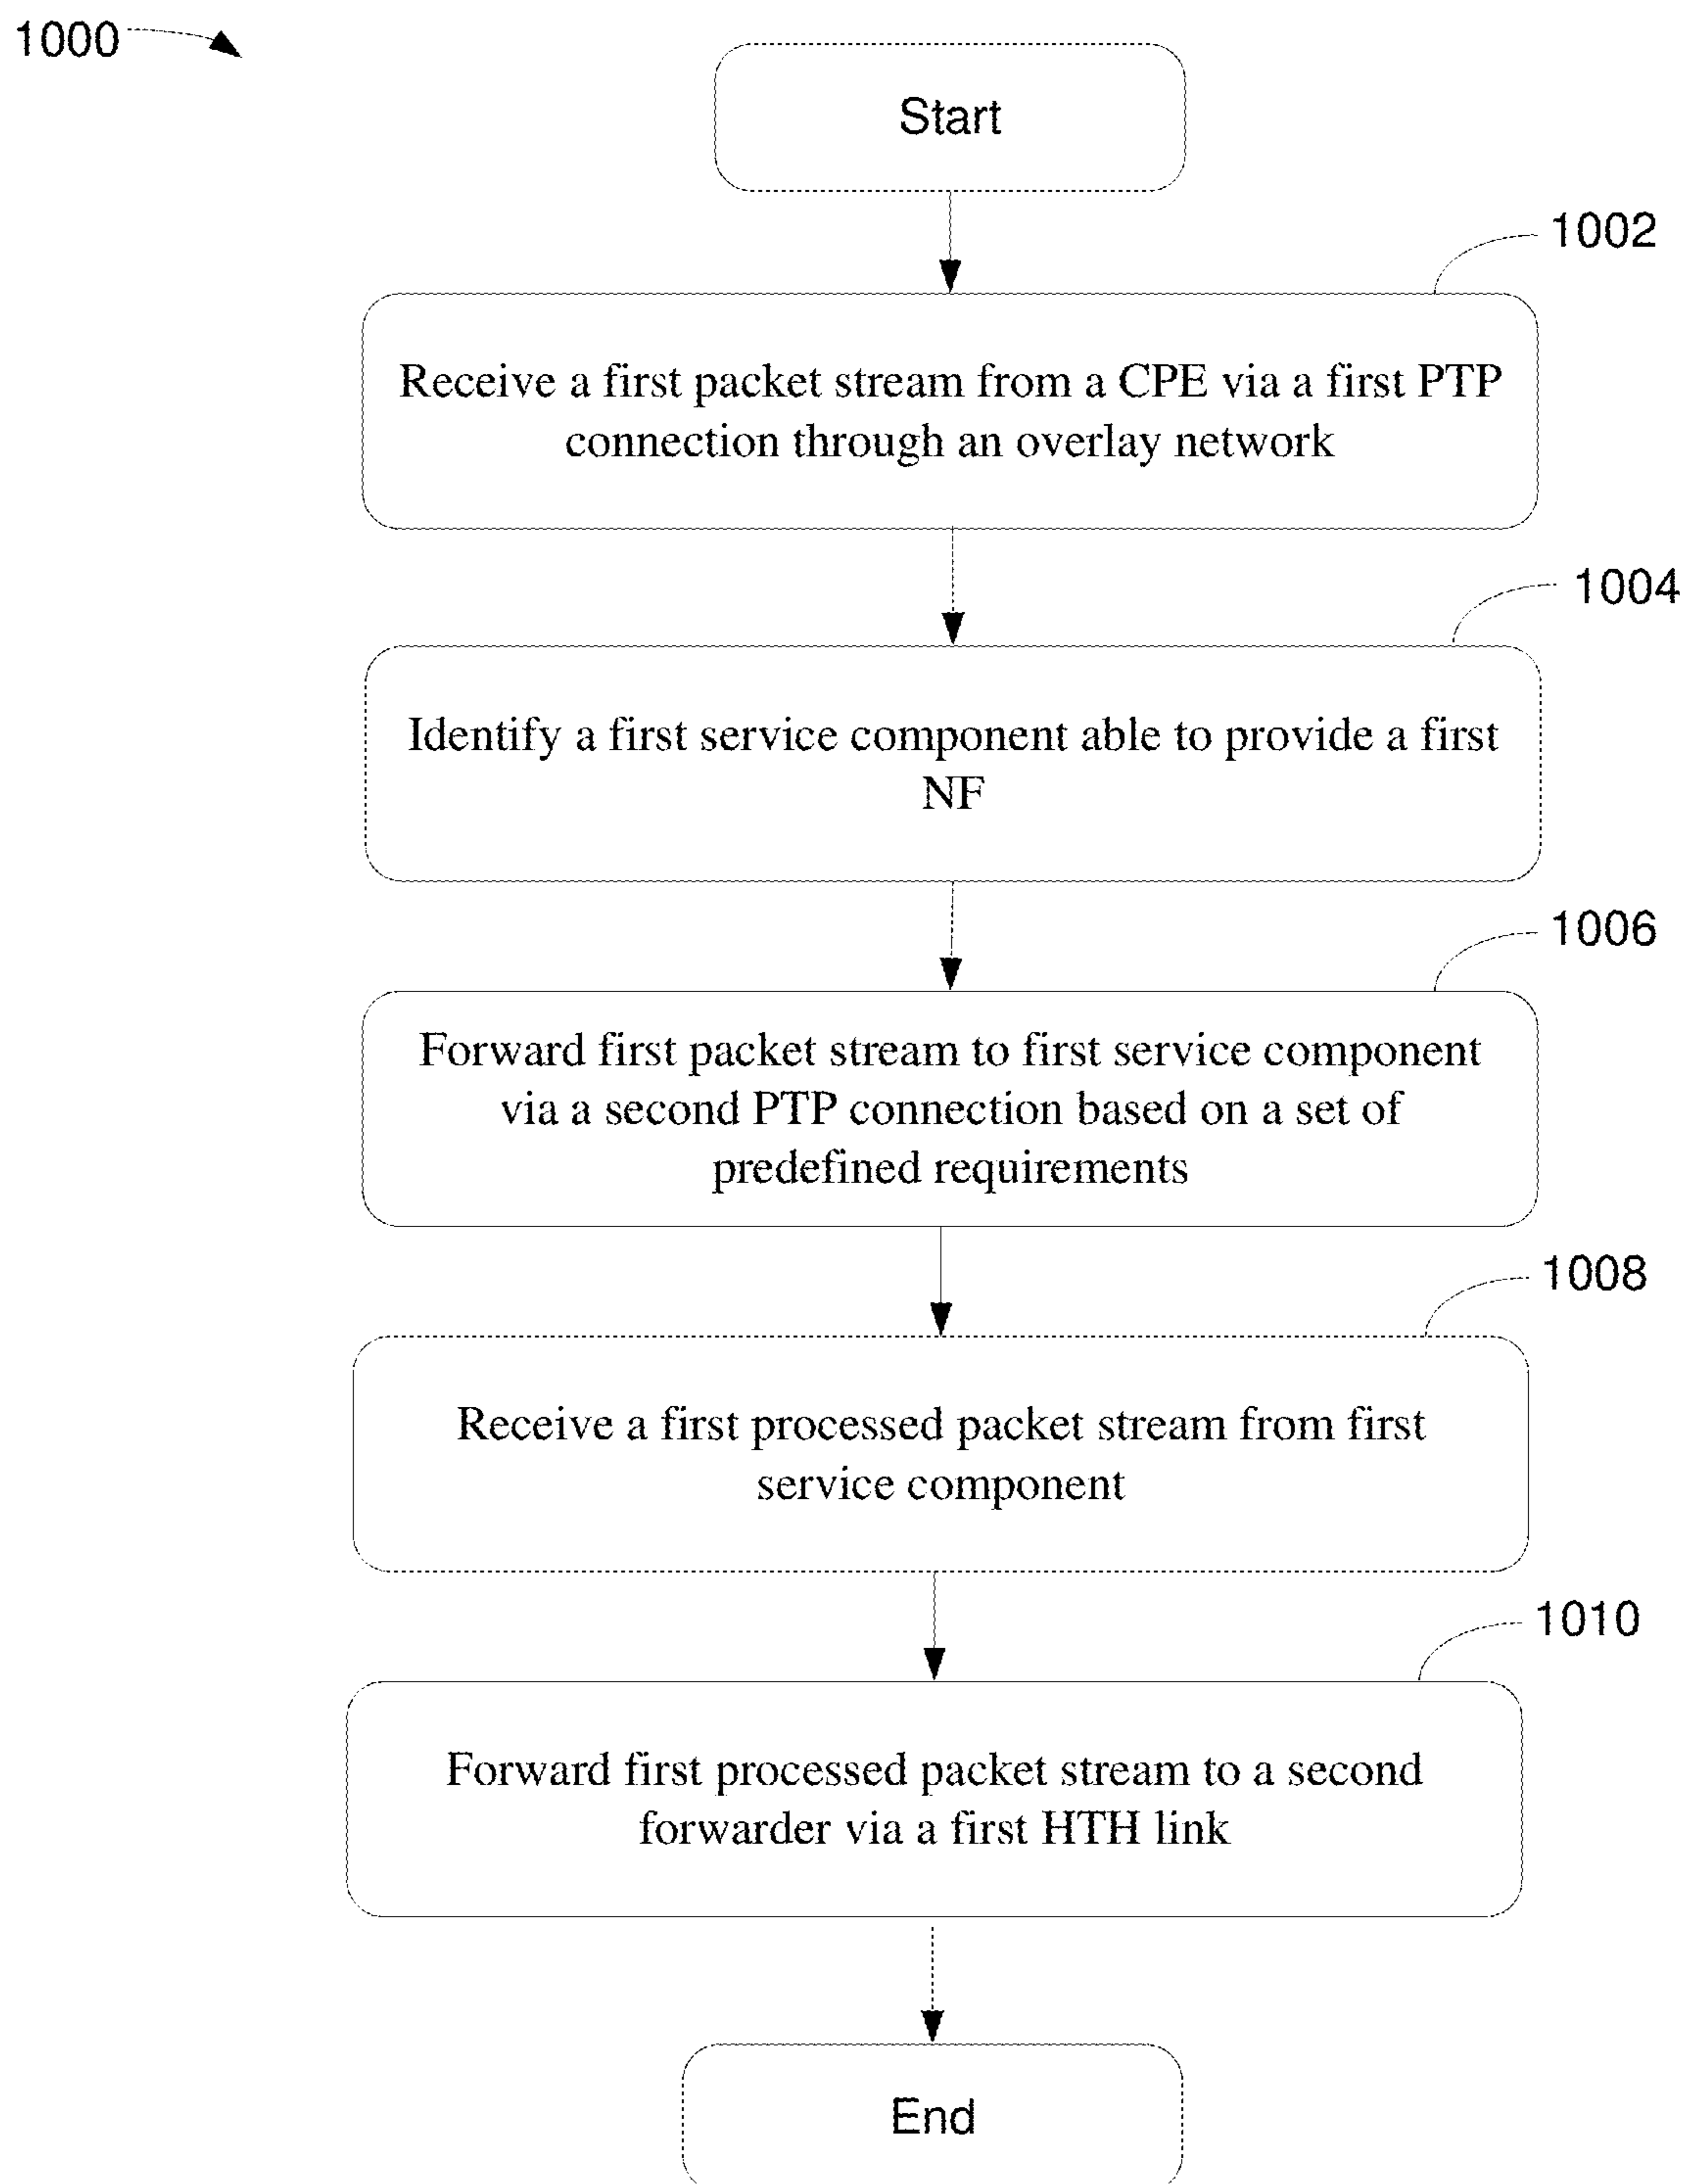 1000
Start
1002
Receive a first packet stream from a CPE via a first PTP
connection through an overlay network
1004
Identify a first service component able to provide a first
NF
1006
Forward first packet stream to first service component
via a second PTP connection based on a set of
predefined requirements
1008
Receive a first processed packet stream from first
service component
1010
Forward first processed packet stream to a second
forwarder via a first HTH link
End